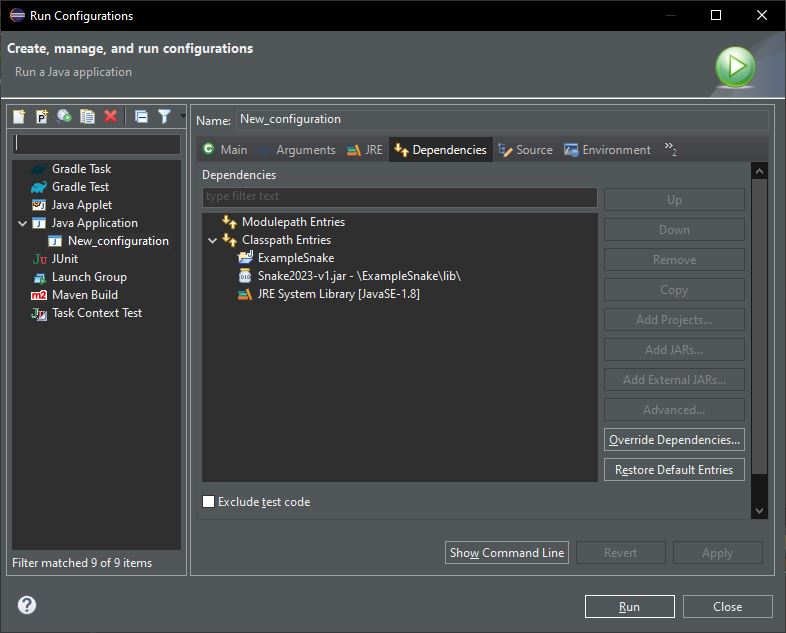 Run Configurations
Create, manage, and run configurations
Run a Java application
Name: New_configuration
Main Arguments JRE Dependencies Source Environment »2
Gradle Task
Gradle Test
Java Applet
Java Application
New_configuration
JUnit
Launch Group
Maven Build
Task Context Test
Filter matched 9 of 9 items
Dependencies
type filter text
Modulepath Entries
Classpath Entries
ExampleSnake
Snake2023-v1.jar - \ExampleSnake\lib\
JRE System Library [JavaSE-1.8]
Up
Down
Remove
Copy
Add Projects...
Add JARs...
Add External JARs...
Advanced...
Override Dependencies...
Restore Default Entries
Exclude test code
Show Command Line Revert Apply
Run Close